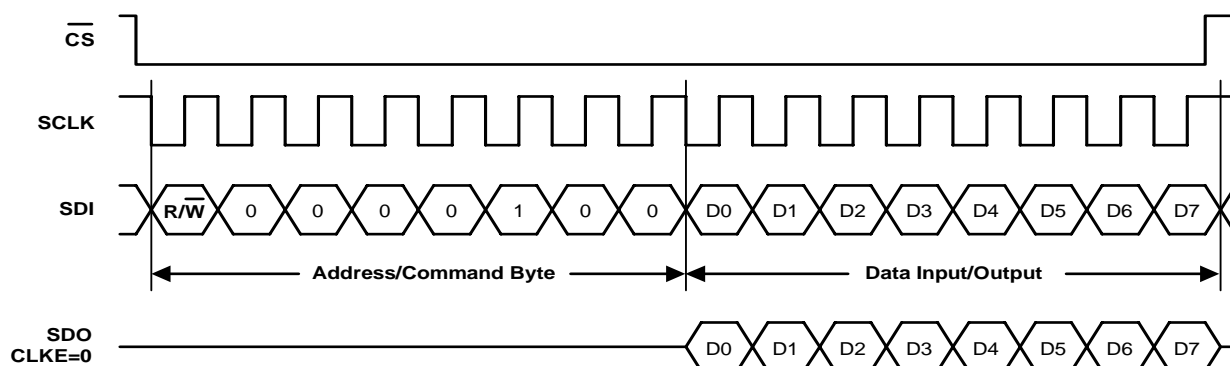 CS
SCLK
SDI R/W 0 0 0 0 1 0 0 D0 D1 D2 D3 D4 D5 D6 D7
Address/Command Byte Data Input/Output
SDO
CLKE=0 D0 D1 D2 D3 D4 D5 D6 D7